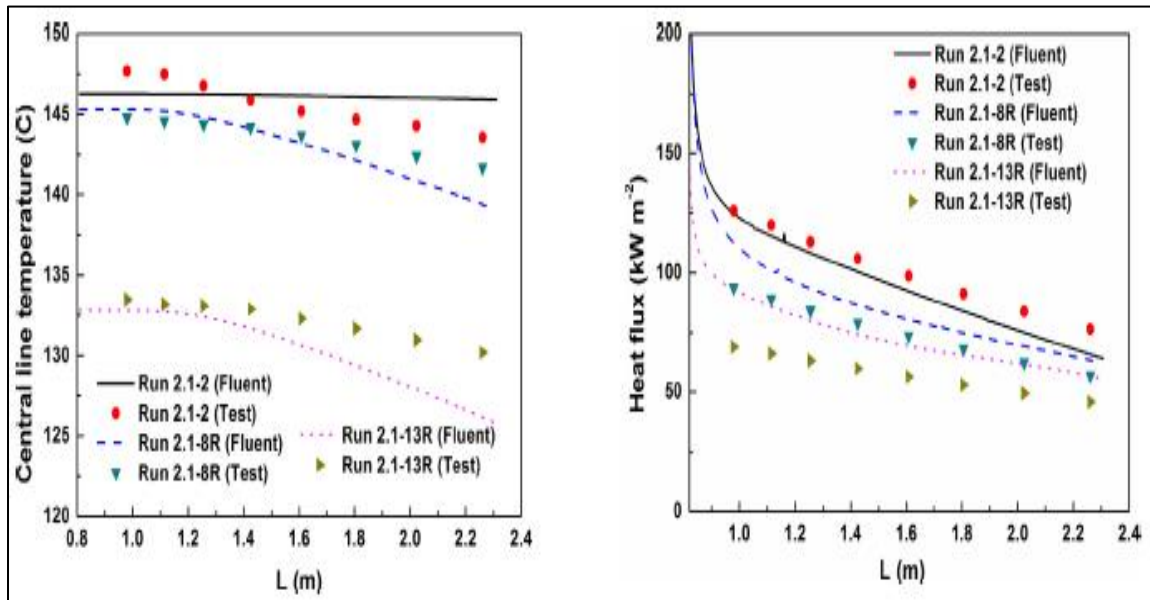 150
145
140
135
130
125
120
Central line temperature (C)
Run 2.1-2 (Fluent)
Run 2.1-2 (Test)
Run 2.1-8R (Fluent)
Run 2.1-8R (Test)
Run 2.1-13R (Fluent)
Run 2.1-13R (Test)
0.8 1.0 1.2 1.4 1.6 1.8 2.0 2.2 2.4
L (m)
200
150
100
50
0
Heat flux (kW m⁻²)
Run 2.1-2 (Fluent)
Run 2.1-2 (Test)
Run 2.1-8R (Fluent)
Run 2.1-8R (Test)
Run 2.1-13R (Fluent)
Run 2.1-13R (Test)
1.0 1.2 1.4 1.6 1.8 2.0 2.2 2.4
L (m)